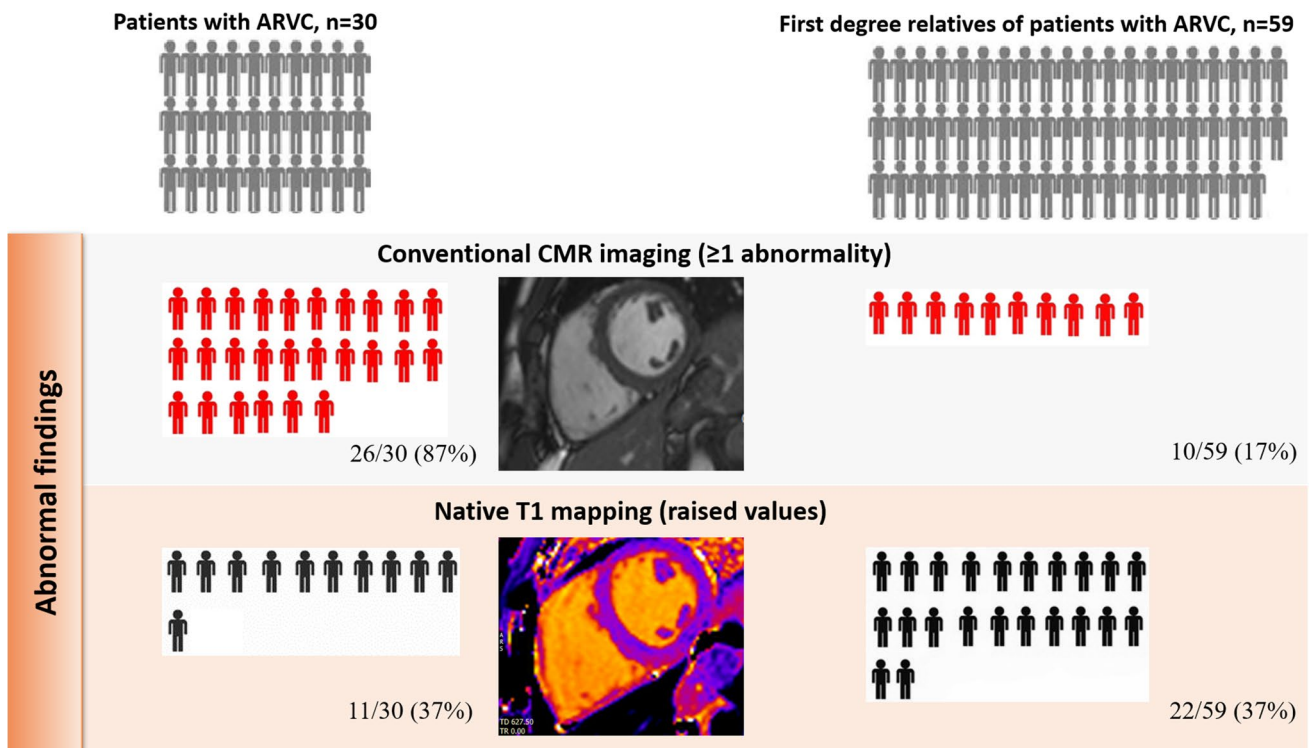 Patients with ARVC, n=30
First degree relatives of patients with ARVC, n=59
Abnormal findings
Conventional CMR imaging (≥1 abnormality)
26/30 (87%)
10/59 (17%)
Native T1 mapping (raised values)
A
R
S
TD 627.50
TR 0.00
11/30 (37%)
22/59 (37%)